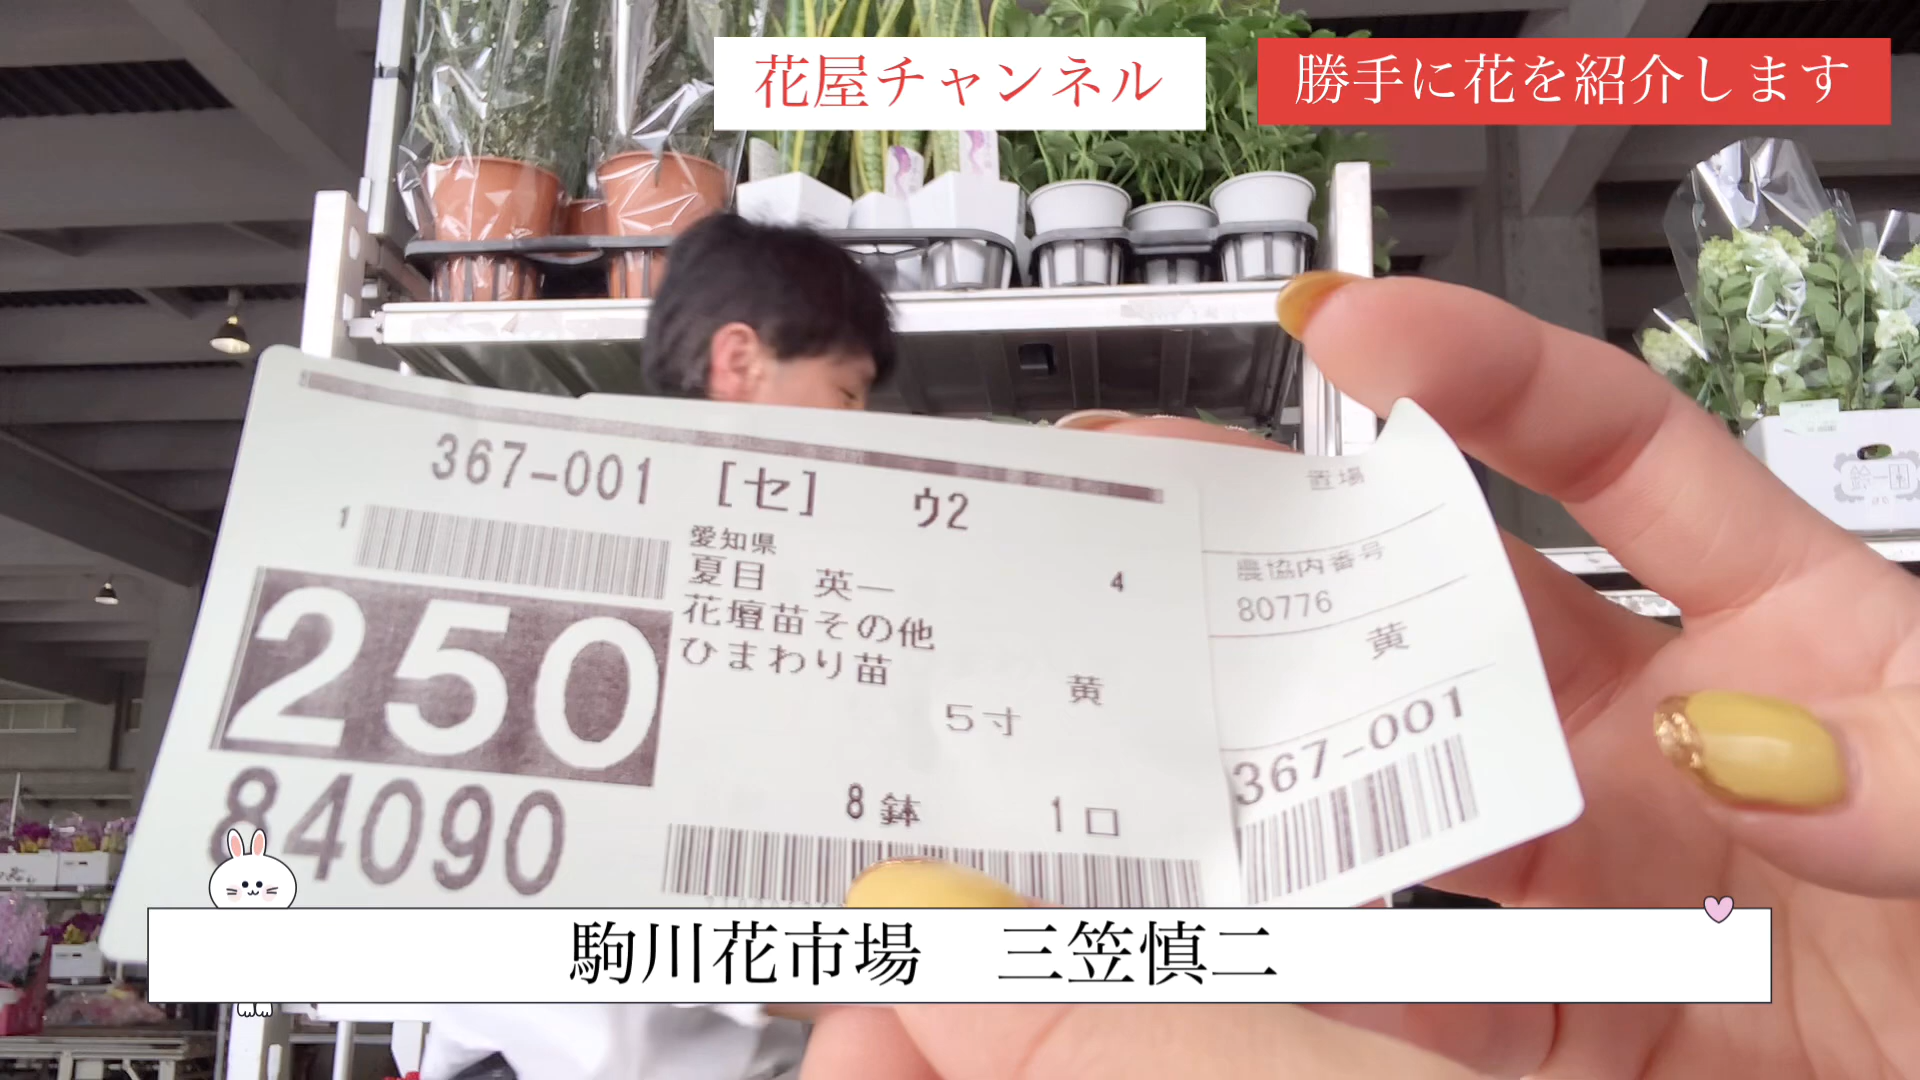 花屋チャンネル
勝手に花を紹介します
367-001 [セ] ウ2
1
愛知県
夏目 英一 4
花壇苗その他
ひまわり苗
黄
5寸
250
84090
8鉢 1口
置場
農協内番号
80776
黄
367-001
鈴一園
駒川花市場 三笠慎二